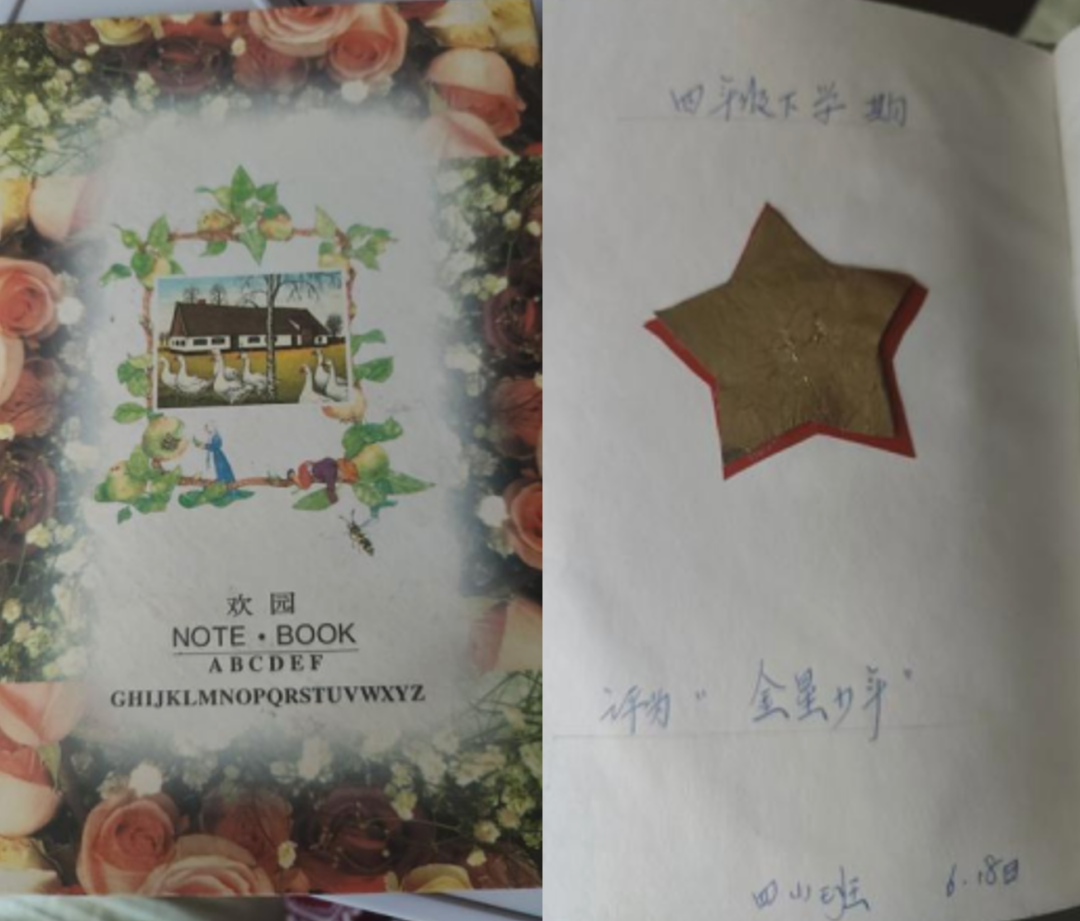 欢园
NOTE·BOOK
ABCDEF
GHIJKLMNOPQRSTUVWXYZ
四年级下学期
评为“金星少年”
四小班 6.18日